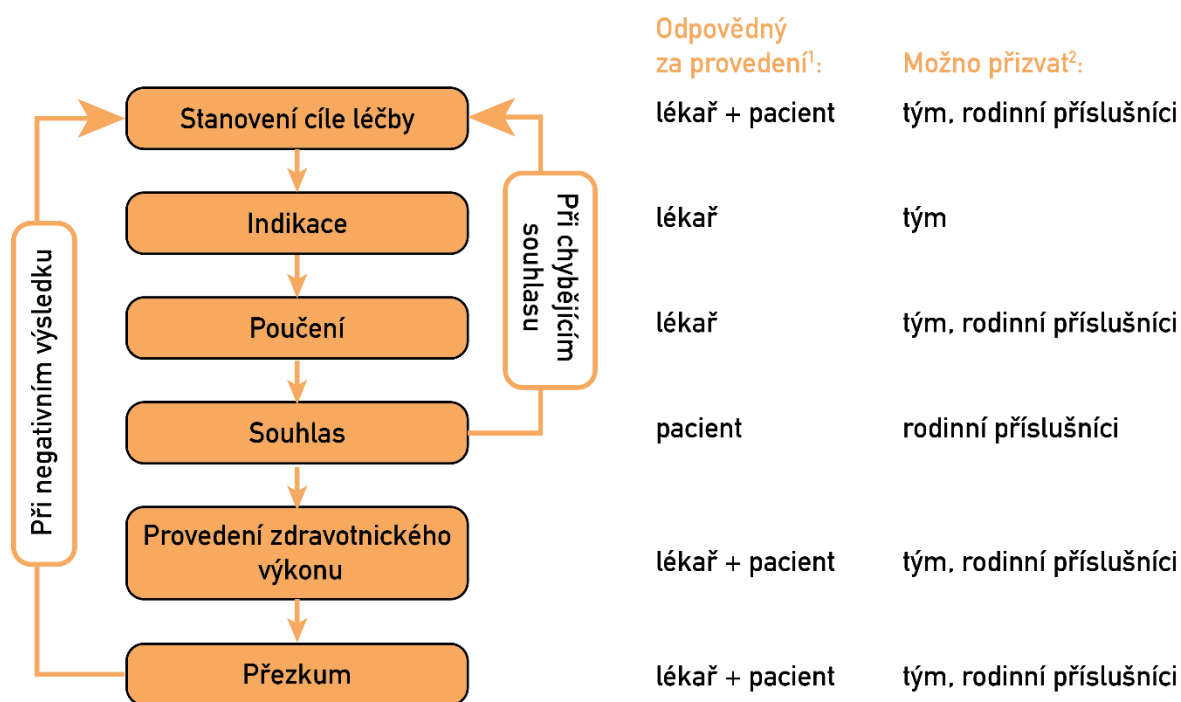 Odpovědný
za provedení¹:
Možno přizvat²:
Stanovení cíle léčby
lékař + pacient
tým, rodinní příslušníci
Indikace
lékař
tým
Poučení
lékař
tým, rodinní příslušníci
Souhlas
pacient
rodinní příslušníci
Provedení zdravotnického
výkonu
lékař + pacient
tým, rodinní příslušníci
Přezkum
lékař + pacient
tým, rodinní příslušníci
Při negativním výsledku
Při chybějícím
souhlasu